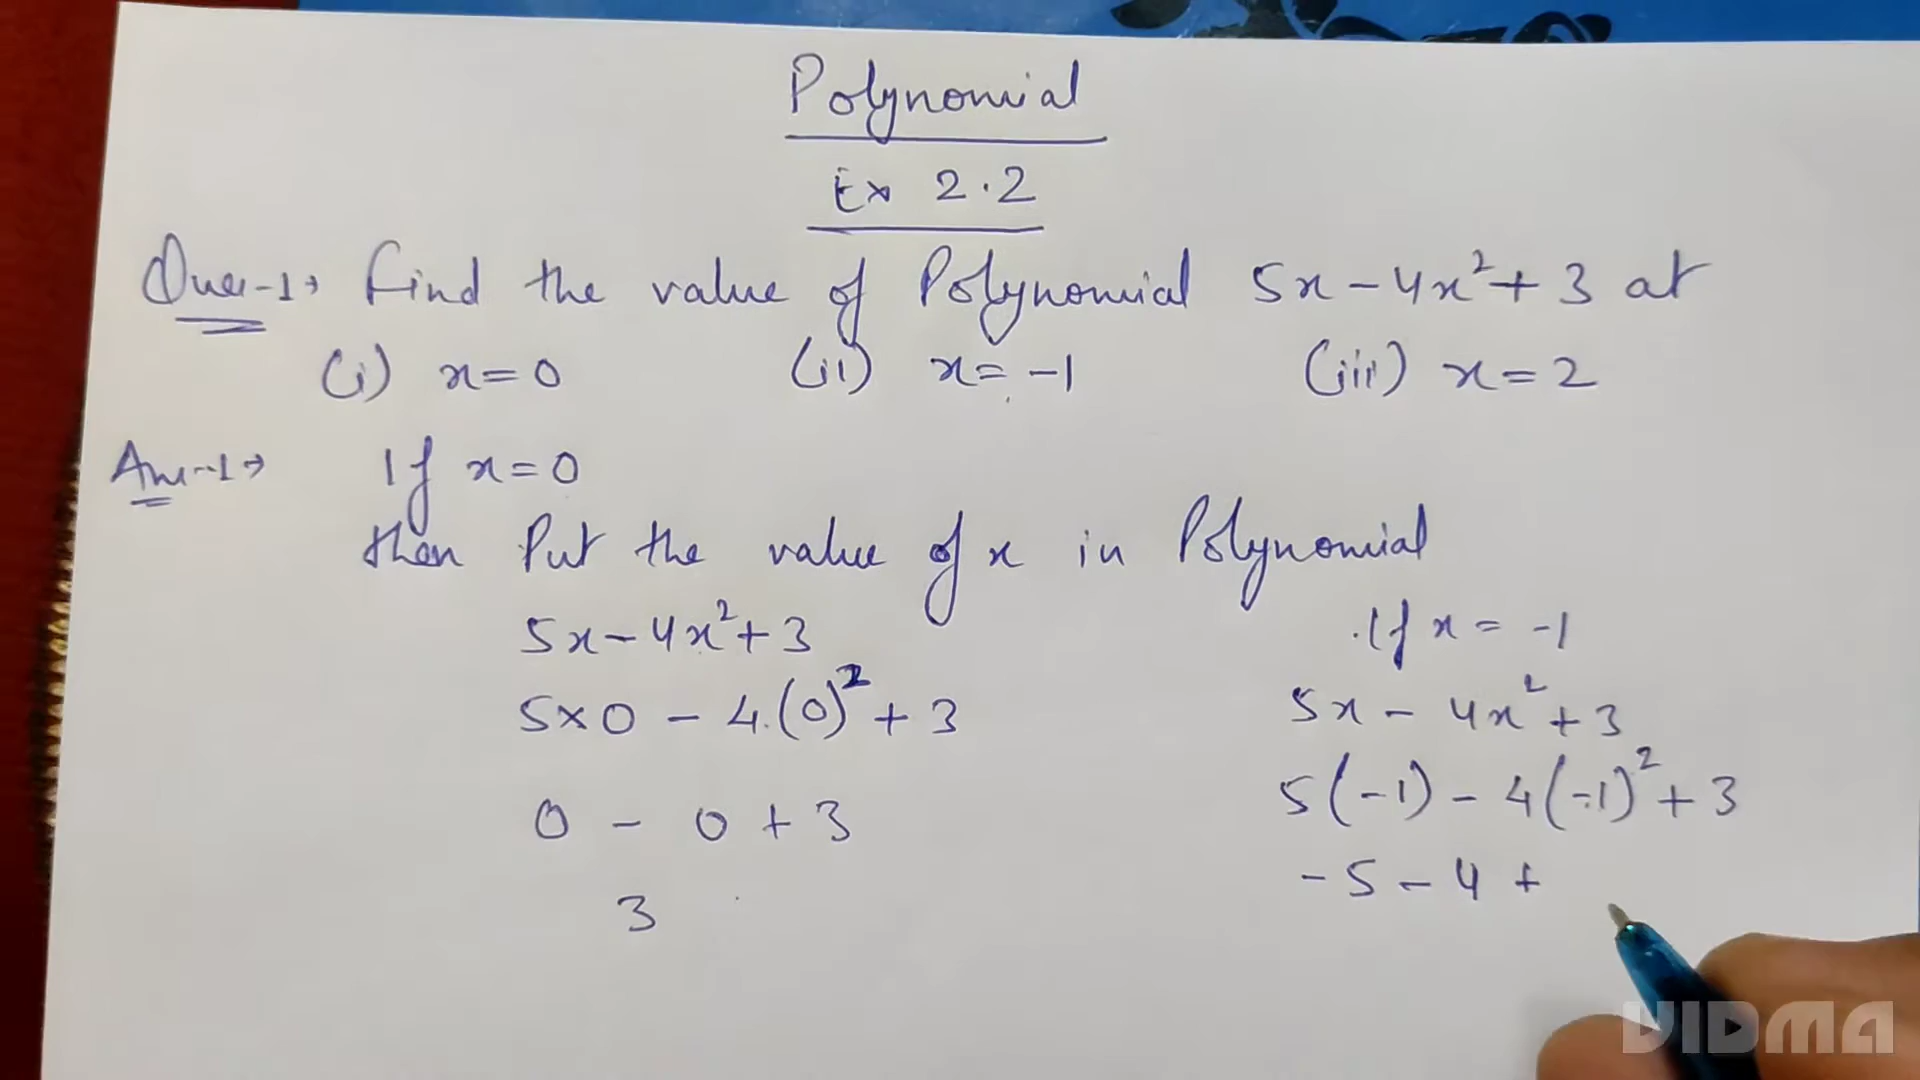 Polynomial
Ex 2.2
Que-1→ Find the value of Polynomial 5x - 4x² + 3 at
(i) x = 0 (ii) x = -1 (iii) x = 2
Ans-1→ If x = 0
then Put the value of x in Polynomial
5x - 4x² + 3
5 × 0 - 4.(0)² + 3
0 - 0 + 3
3
If x = -1
5x - 4x² + 3
5(-1) - 4(-1)² + 3
-5 - 4 +
VIDMA